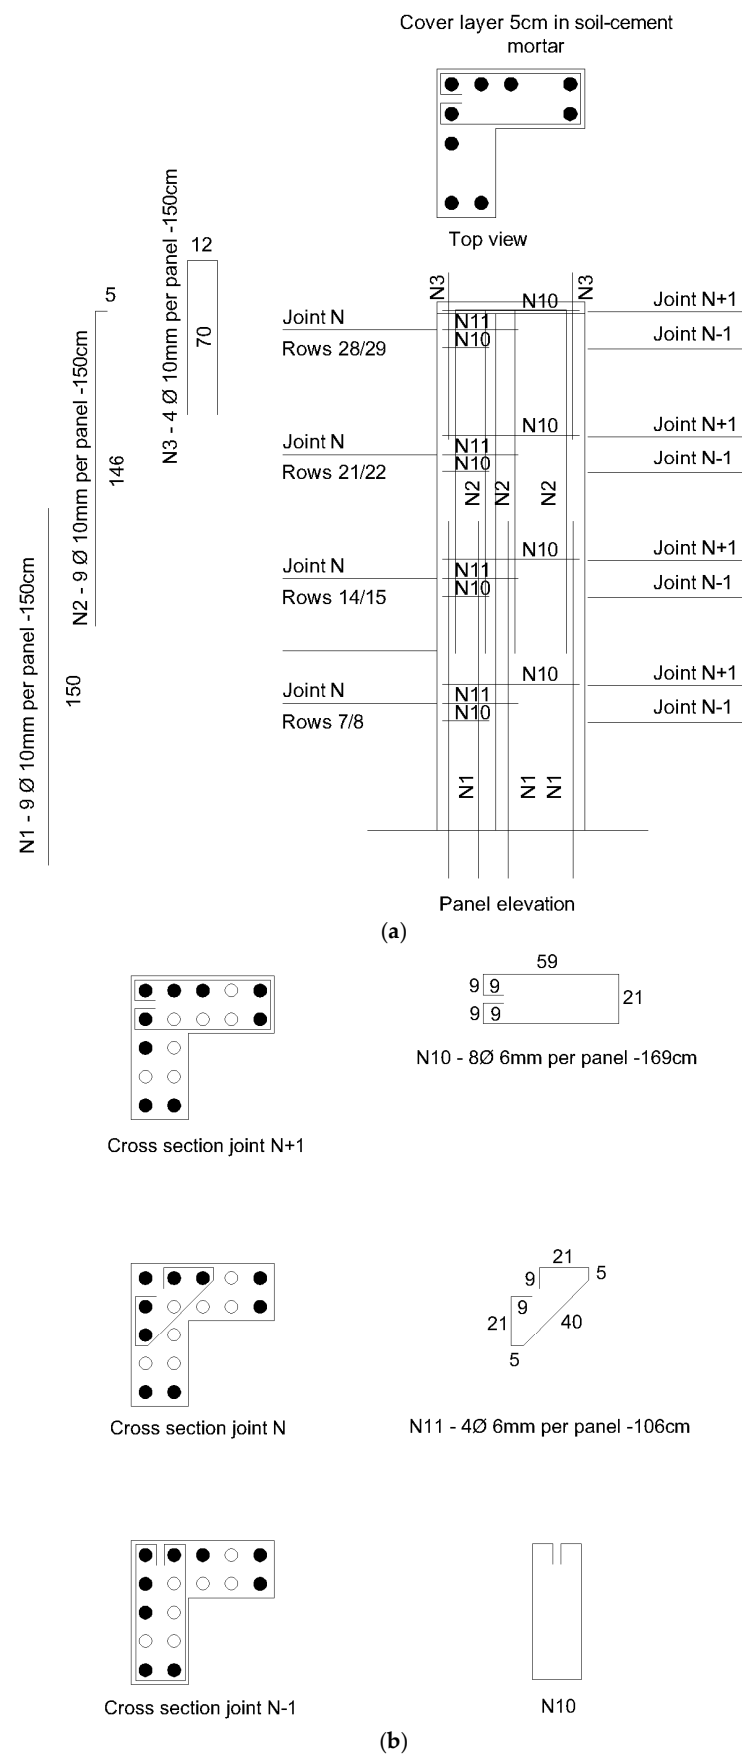 Cover layer 5cm in soil-cement
mortar
Top view
N1 - 9 Ø 10mm per panel -150cm
150
N2 - 9 Ø 10mm per panel -150cm
5
146
N3 - 4 Ø 10mm per panel -150cm
12
70
N3
N3
N10
Joint N
N11
N10
Rows 28/29
Joint N+1
Joint N-1
N10
Joint N
N11
N10
Rows 21/22
Joint N+1
Joint N-1
N2
N2
N2
N10
Joint N
N11
N10
Rows 14/15
Joint N+1
Joint N-1
N10
Joint N
N11
N10
Rows 7/8
Joint N+1
Joint N-1
N1
N1
N1
Panel elevation
(a)
59
9 9
21
9 9
N10 - 8Ø 6mm per panel -169cm
Cross section joint N+1
21
9
5
9
21
40
5
Cross section joint N
N11 - 4Ø 6mm per panel -106cm
Cross section joint N-1
N10
(b)